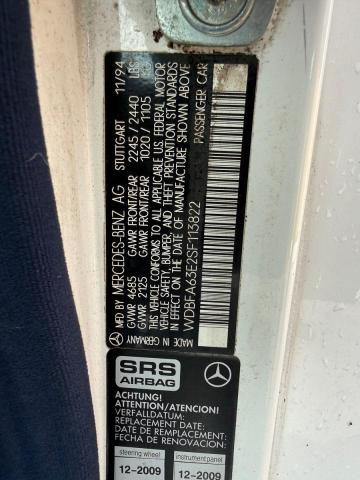 MERCEDES-BENZ AG STUTTGART 11/94
GVWR 4685 GAWR FRONT/REAR 2245/2440 LBS
GVWR 2125 GAWR FRONT/REAR 1020/1105 KG
THIS VEHICLE CONFORMS TO ALL APPLICABLE U.S. FEDERAL MOTOR
VEHICLE SAFETY, BUMPER, AND THEFT PREVENTION STANDARDS
IN EFFECT ON THE DATE OF MANUFACTURE SHOWN ABOVE
WDBFA63E2SF113822 PASSENGER CAR
MADE IN GERMANY
SRS
AIRBAG
ACHTUNG!
ATTENTION/ATENCION!
VERFALLDATUM:
DATE DE REMPLACEMENT:
REPLACEMENT DATE:
FECHA DE RENOVACION:
steering wheel
instrument panel
12-2009
12-2009